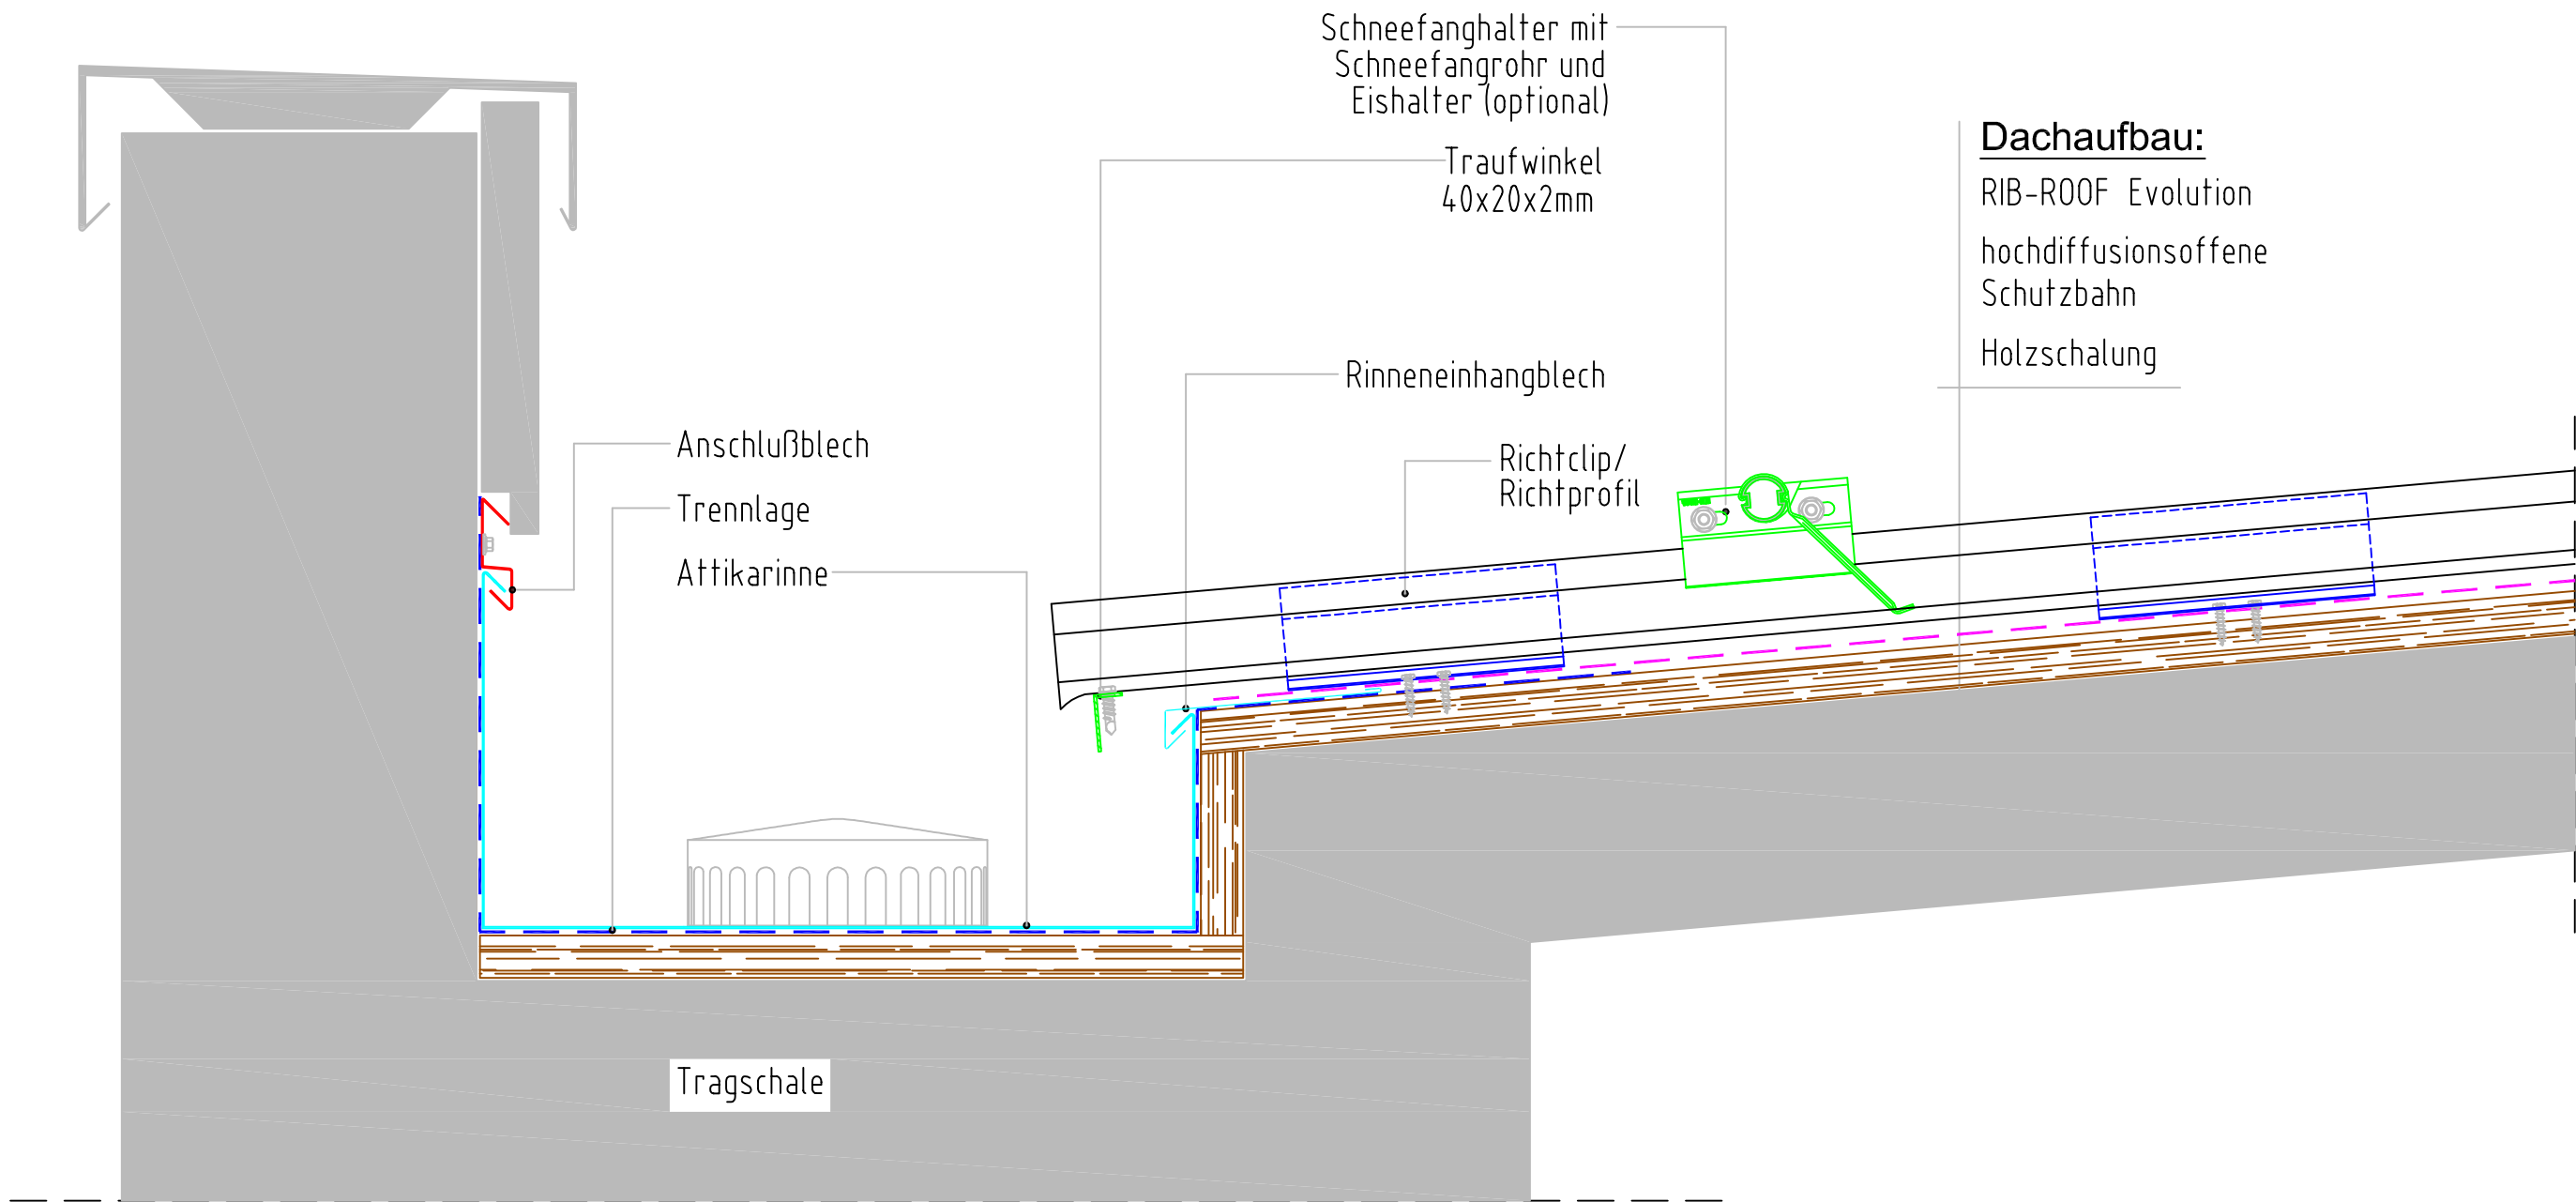 Schneefanghalter mit
Schneefangrohr und
Eishalter (optional)
Traufwinkel
40x20x2mm
Dachaufbau:
RIB-ROOF Evolution
hochdiffusionsoffene
Schutzbahn
Holzschalung
Rinneneinhangblech
Richtclip/
Richtprofil
Anschlußblech
Trennlage
Attikarinne
Tragschale